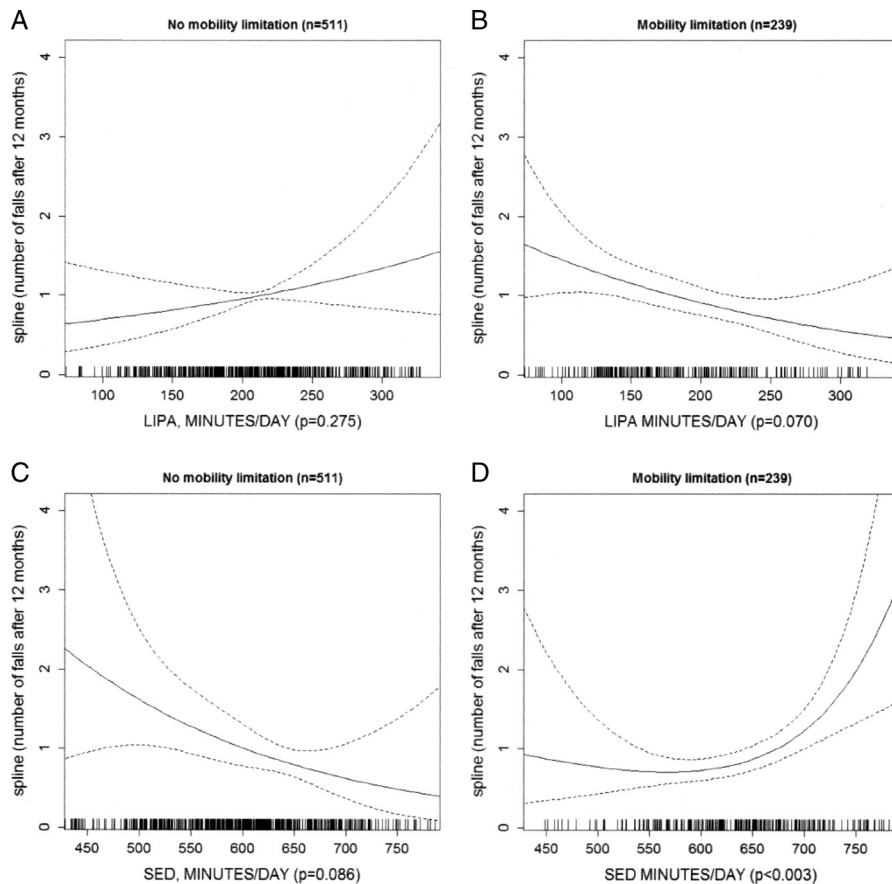 A
No mobility limitation (n=511)
spline (number of falls after 12 months)
4
3
2
1
0
100 150 200 250 300
LIPA, MINUTES/DAY (p=0.275)
B
Mobility limitation (n=239)
spline (number of falls after 12 months)
4
3
2
1
0
100 150 200 250 300
LIPA MINUTES/DAY (p=0.070)
C
No mobility limitation (n=511)
spline (number of falls after 12 months)
4
3
2
1
0
450 500 550 600 650 700 750
SED, MINUTES/DAY (p=0.086)
D
Mobility limitation (n=239)
spline (number of falls after 12 months)
4
3
2
1
0
450 500 550 600 650 700 750
SED MINUTES/DAY (p<0.003)